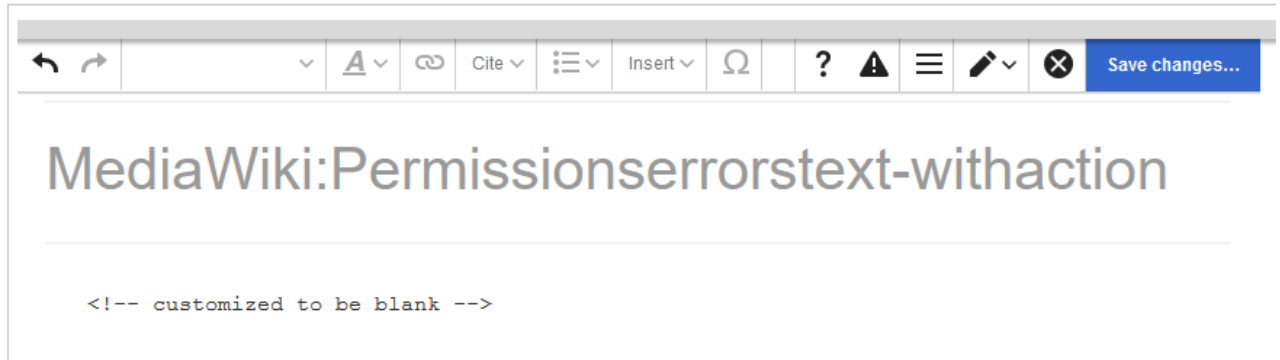 A Cite Insert Ω ? Save changes...
MediaWiki:Permissionserrorstext-withaction
<!-- customized to be blank -->